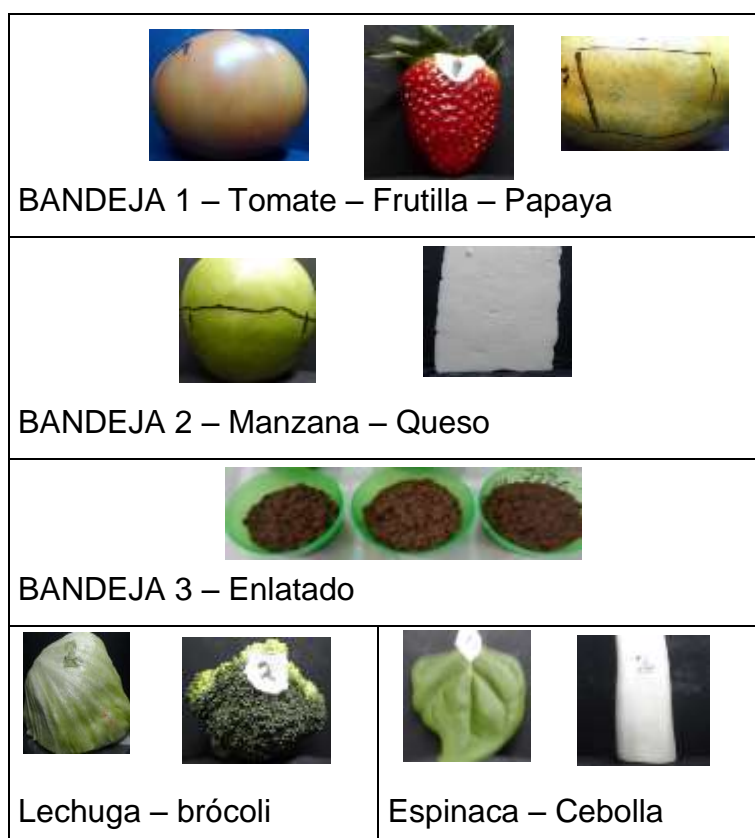 BANDEJA 1 – Tomate – Frutilla – Papaya
BANDEJA 2 – Manzana – Queso
BANDEJA 3 – Enlatado
Lechuga – brócoli
Espinaca – Cebolla